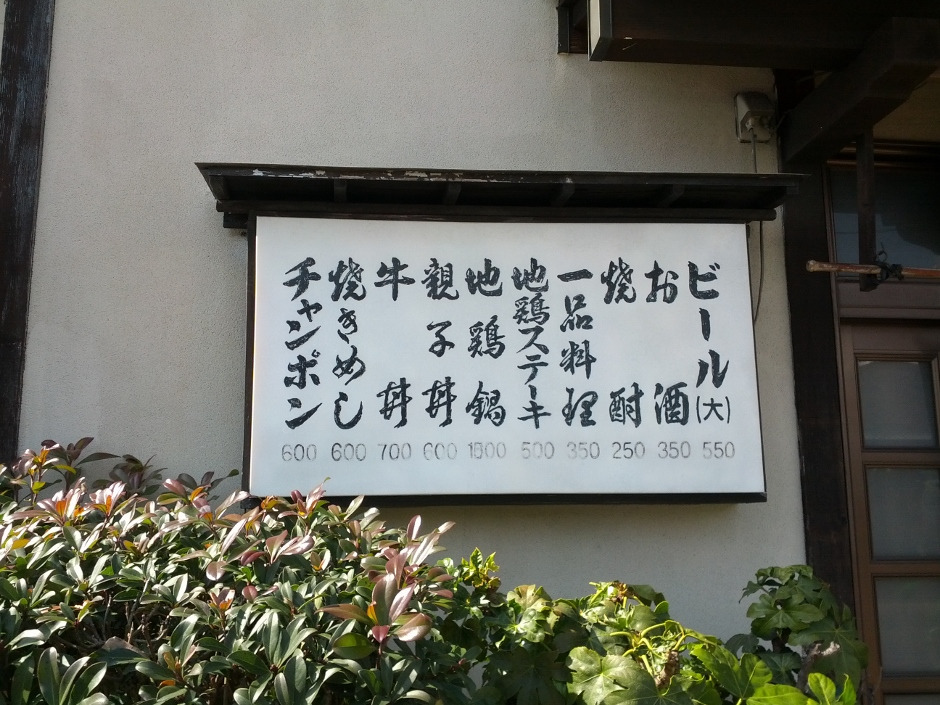 ビール(大) 550
お酒 350
焼酎 250
一品料理 350
地鶏ステーキ 500
地鶏鍋 1500
親子丼 600
牛丼 700
焼きめし 600
チャンポン 600